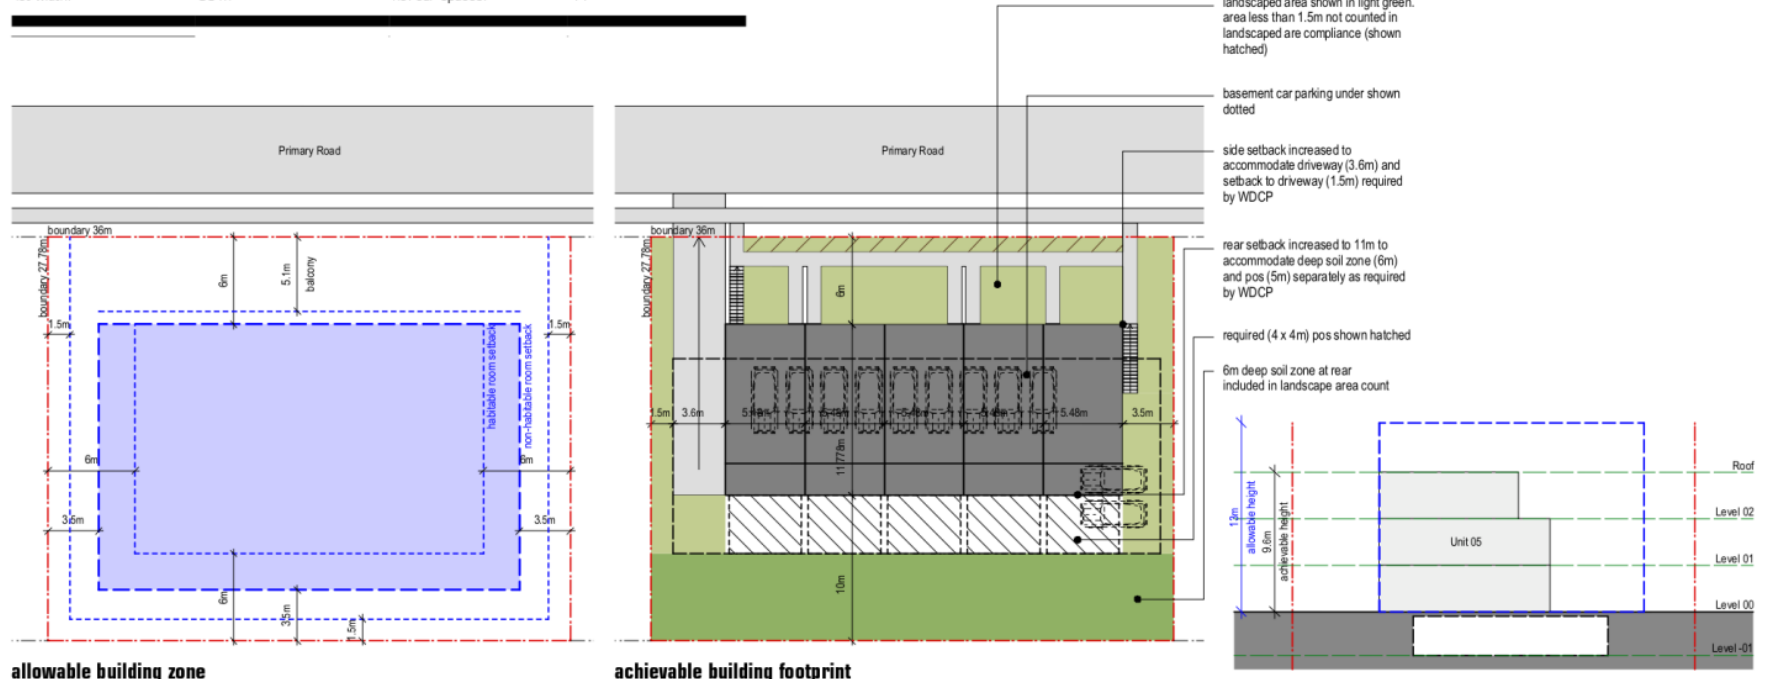 landscaped area shown in light green.
area less than 1.5m not counted in
landscaped are compliance (shown
hatched)
basement car parking under shown
dotted
side setback increased to
accommodate driveway (3.6m) and
setback to driveway (1.5m) required
by WDCP
rear setback increased to 11m to
accommodate deep soil zone (6m)
and pos (5m) separately as required
by WDCP
required (4 x 4m) pos shown hatched
6m deep soil zone at rear
included in landscape area count
Primary Road
boundary 36m
boundary 27.78m
6m
5.1m
balcony
1.5m
1.5m
habitable room setback
non-habitable room setback
6m
6m
3.5m
3.5m
6m
3.5m
1.5m
allowable building zone
Primary Road
boundary 36m
boundary 27.78m
6m
1.5m
3.6m
5.48m
3.5m
11778m
10m
achievable building footprint
13m
allowable height
9.6m
achievable height
Unit 05
Roof
Level 02
Level 01
Level 00
Level -01